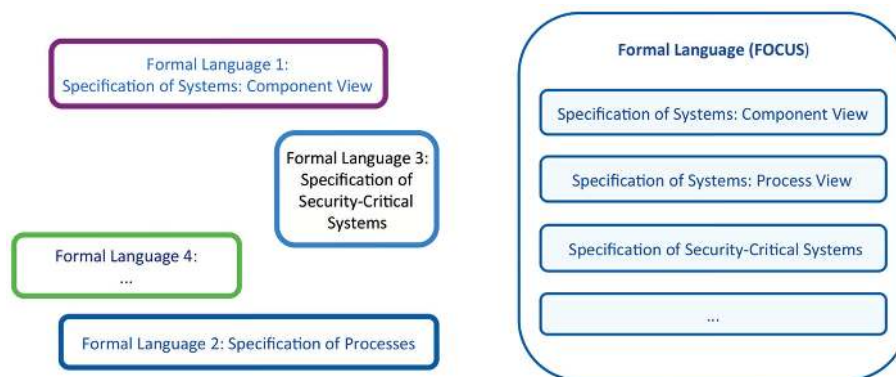 Formal Language 1:
Specification of Systems: Component View
Formal Language 3:
Specification of
Security-Critical
Systems
Formal Language 4:
...
Formal Language 2: Specification of Processes
Formal Language (FOCUS)
Specification of Systems: Component View
Specification of Systems: Process View
Specification of Security-Critical Systems
...